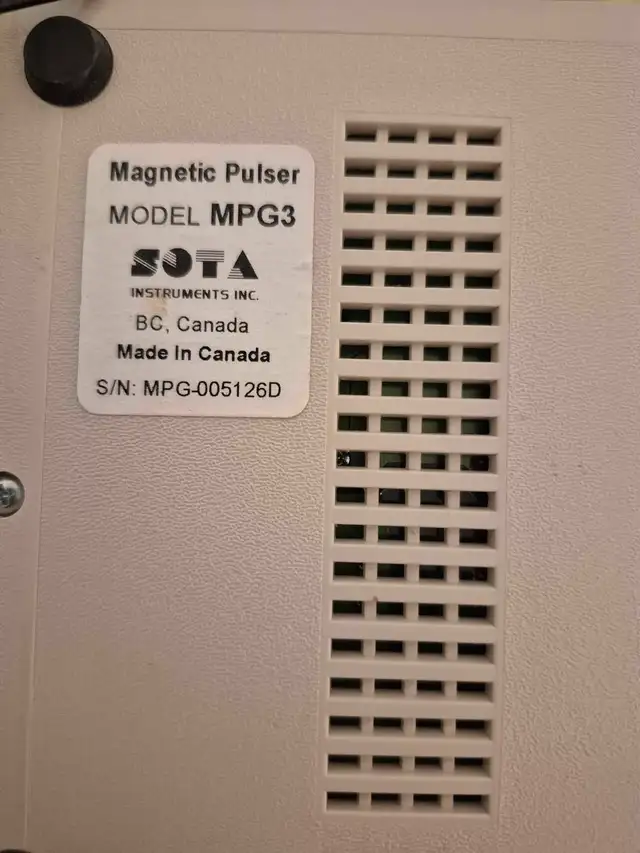 Magnetic Pulser
MODEL MPG3
SOTA
INSTRUMENTS INC.
BC, Canada
Made In Canada
S/N: MPG-005126D